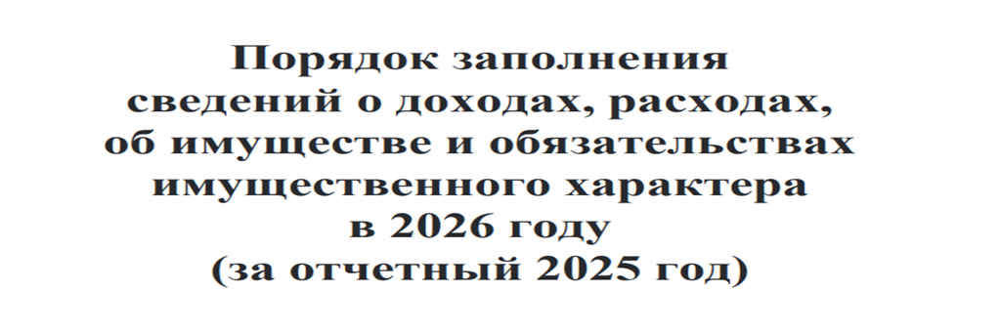 Порядок заполнения
сведений о доходах, расходах,
об имуществе и обязательствах
имущественного характера
в 2026 году
(за отчетный 2025 год)